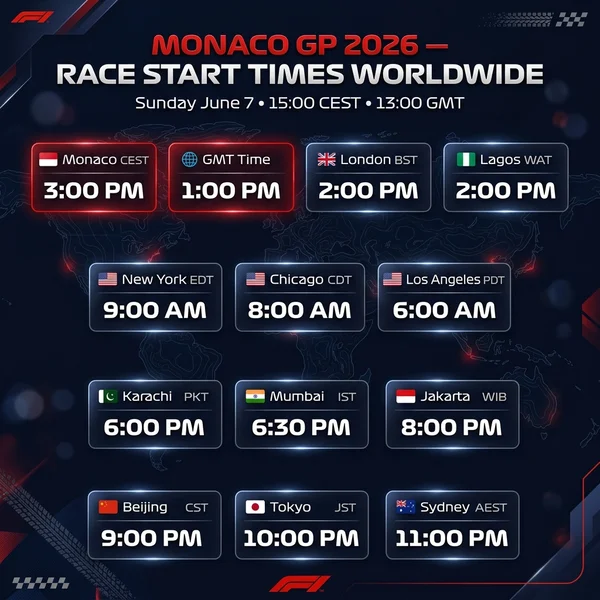 F1
MONACO GP 2026 —
RACE START TIMES WORLDWIDE
Sunday June 7 • 15:00 CEST • 13:00 GMT
Monaco CEST
3:00 PM
GMT Time
1:00 PM
London BST
2:00 PM
Lagos WAT
2:00 PM
New York EDT
9:00 AM
Chicago CDT
8:00 AM
Los Angeles PDT
6:00 AM
Karachi PKT
6:00 PM
Mumbai IST
6:30 PM
Jakarta WIB
8:00 PM
Beijing CST
9:00 PM
Tokyo JST
10:00 PM
Sydney AEST
11:00 PM
F1